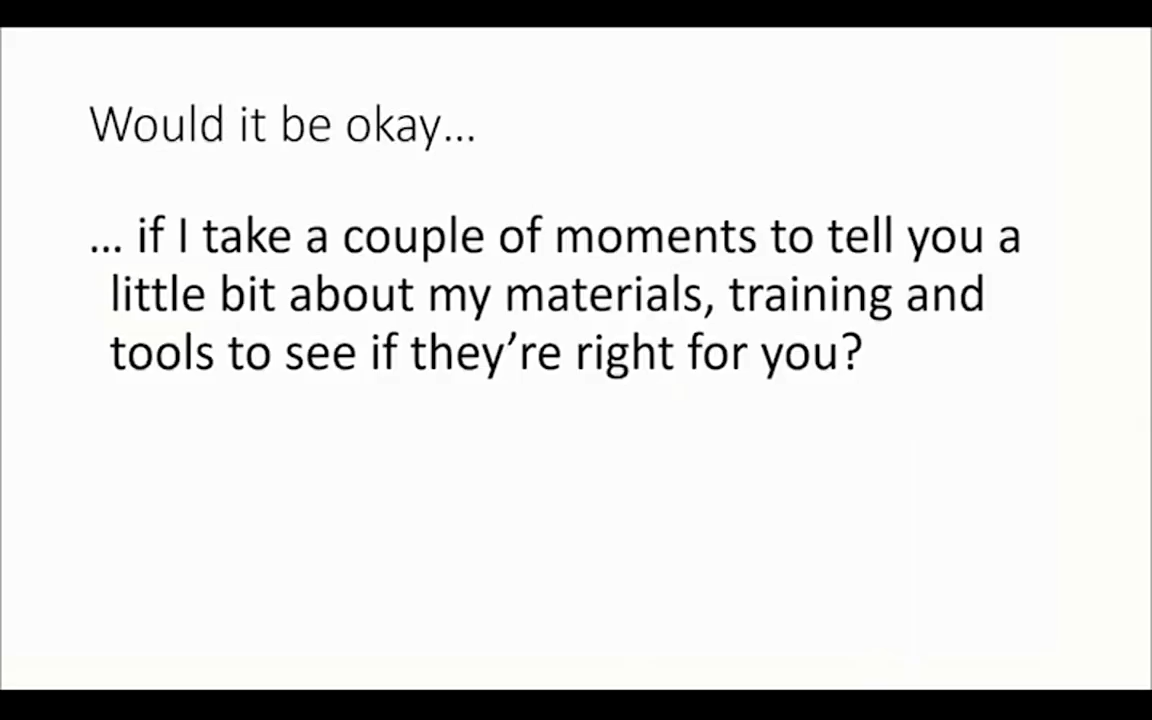 Would it be okay...
... if I take a couple of moments to tell you a
little bit about my materials, training and
tools to see if they’re right for you?